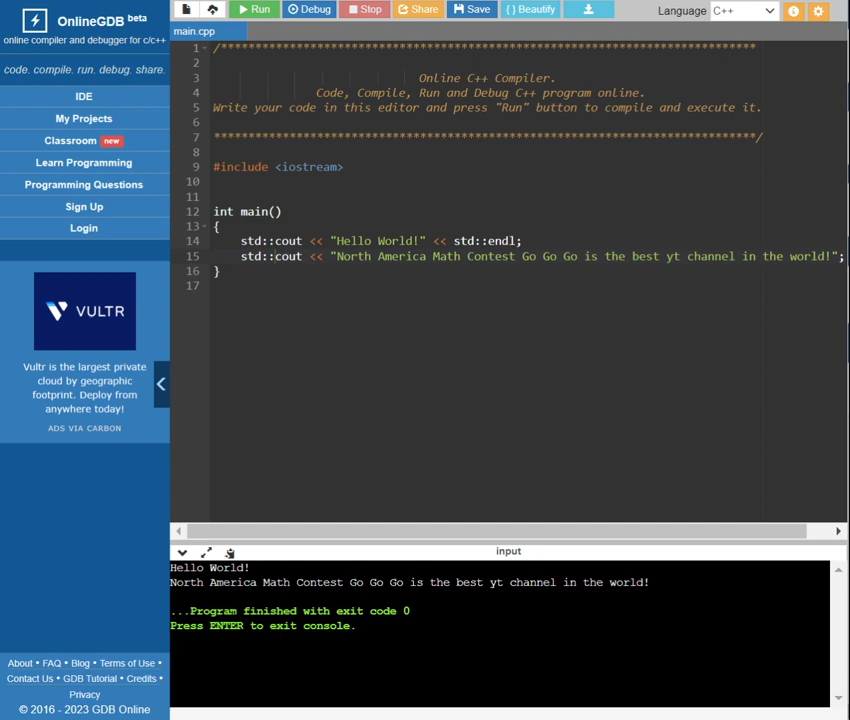 OnlineGDB beta
online compiler and debugger for c/c++
code. compile. run. debug. share.
IDE
My Projects
Classroom new
Learn Programming
Programming Questions
Sign Up
Login
VULTR
Vultr is the largest private
cloud by geographic
footprint. Deploy from
anywhere today!
ADS VIA CARBON
About • FAQ • Blog • Terms of Use •
Contact Us • GDB Tutorial • Credits •
Privacy
© 2016 - 2023 GDB Online
Run Debug Stop Share Save { } Beautify Language C++
main.cpp
1 /******************************************************************************
2
3 Online C++ Compiler.
4 Code, Compile, Run and Debug C++ program online.
5 Write your code in this editor and press "Run" button to compile and execute it.
6
7 *******************************************************************************/
8
9 #include <iostream>
10
11
12 int main()
13 {
14 std::cout << "Hello World!" << std::endl;
15 std::cout << "North America Math Contest Go Go Go is the best yt channel in the world!";
16 }
17
input
Hello World!
North America Math Contest Go Go Go is the best yt channel in the world!
...Program finished with exit code 0
Press ENTER to exit console.